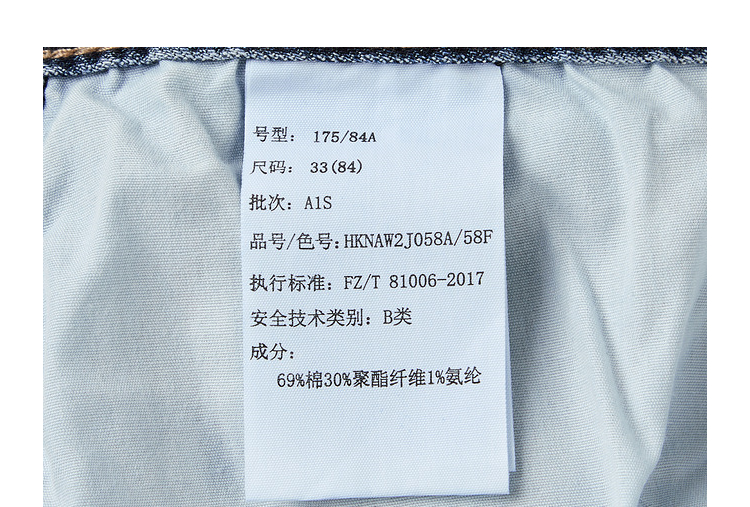 号型: 175/84A
尺码: 33(84)
批次: A1S
品号/色号:HKNAW2J058A/58F
执行标准: FZ/T 81006-2017
安全技术类别: B类
成分:
69%棉30%聚酯纤维1%氨纶